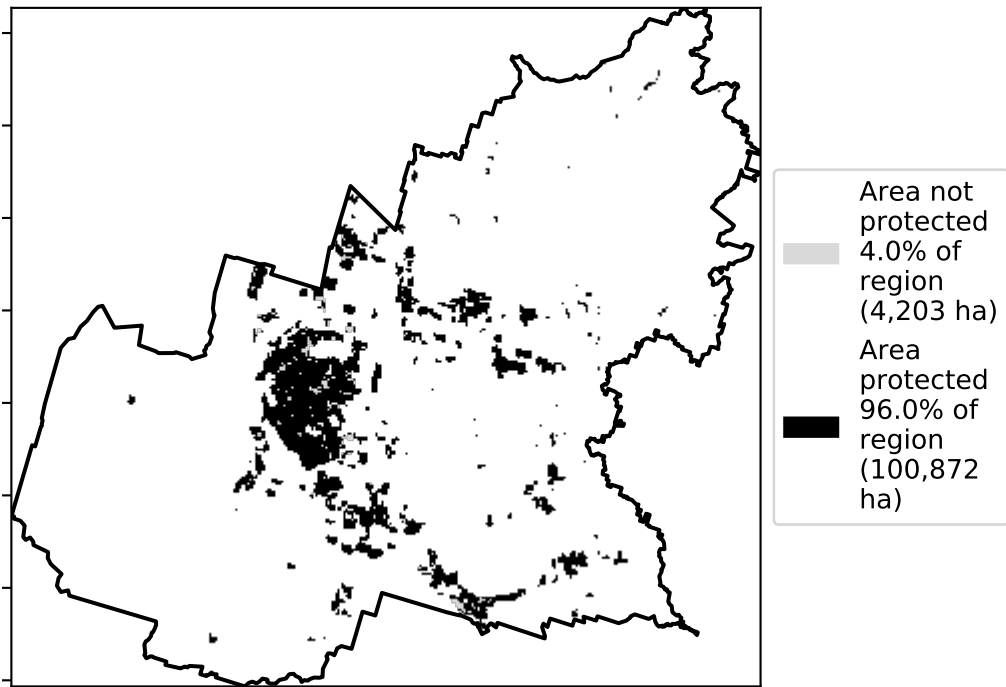 Area not
protected
4.0% of
region
(4,203 ha)
Area
protected
96.0% of
region
(100,872
ha)